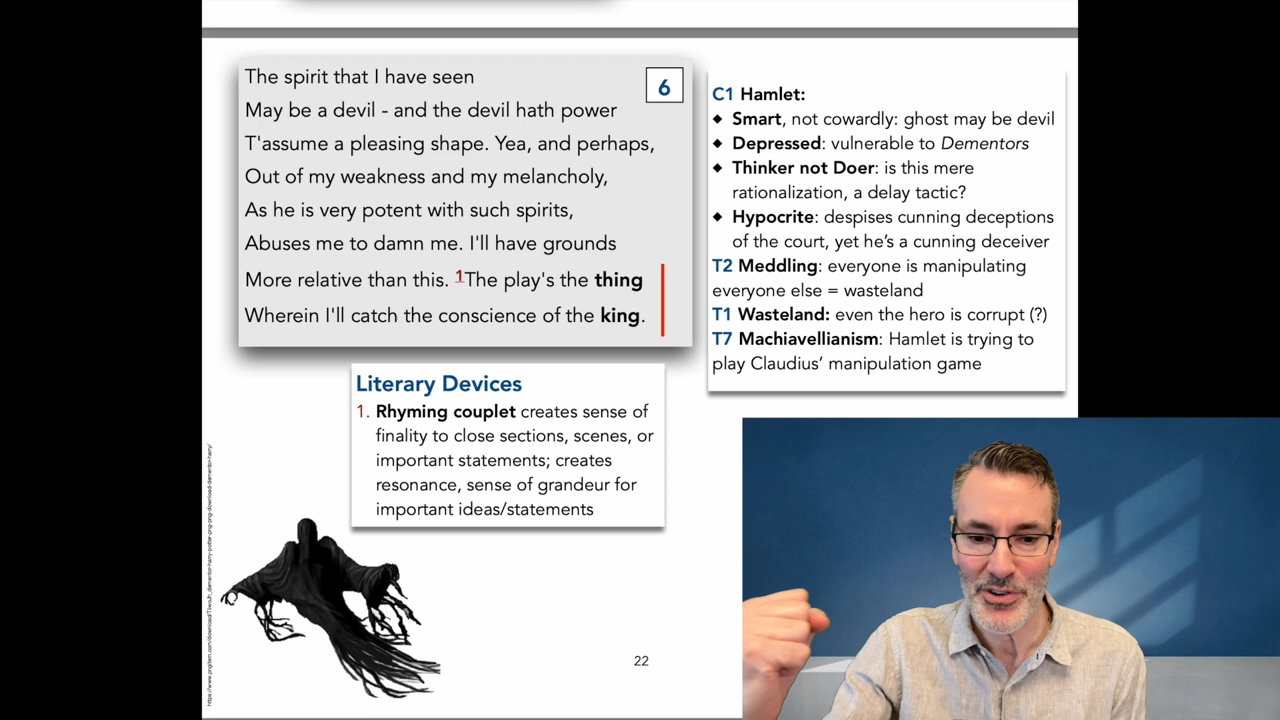 The spirit that I have seen
6
May be a devil - and the devil hath power
T'assume a pleasing shape. Yea, and perhaps,
Out of my weakness and my melancholy,
As he is very potent with such spirits,
Abuses me to damn me. I'll have grounds
More relative than this. 1The play's the thing
Wherein I'll catch the conscience of the king.
C1 Hamlet:
◆ Smart, not cowardly: ghost may be devil
◆ Depressed: vulnerable to Dementors
◆ Thinker not Doer: is this mere
rationalization, a delay tactic?
◆ Hypocrite: despises cunning deceptions
of the court, yet he's a cunning deceiver
T2 Meddling: everyone is manipulating
everyone else = wasteland
T1 Wasteland: even the hero is corrupt (?)
T7 Machiavellianism: Hamlet is trying to
play Claudius' manipulation game
Literary Devices
1. Rhyming couplet creates sense of
finality to close sections, scenes, or
important statements; creates
resonance, sense of grandeur for
important ideas/statements
22